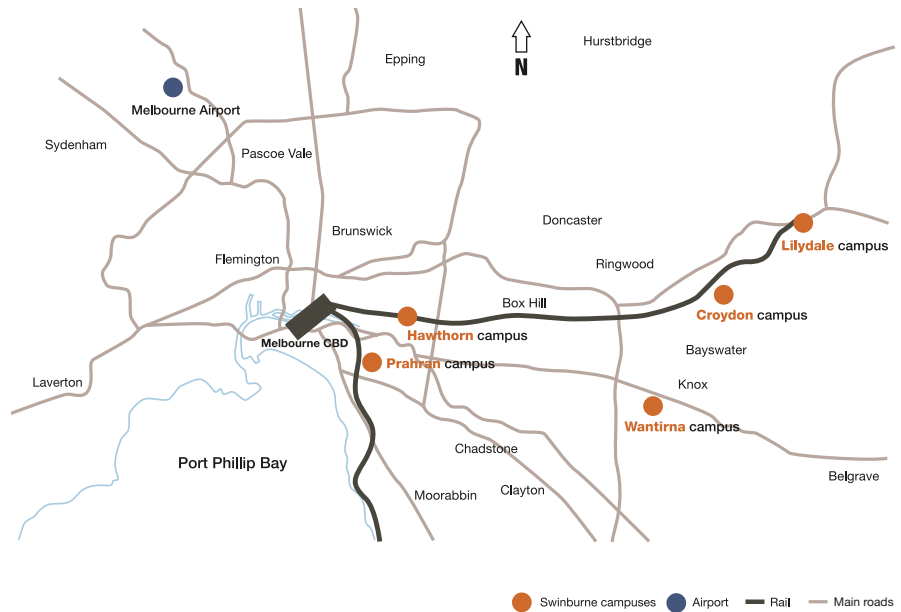 Hurstbridge
Epping
N
Melbourne Airport
Sydenham
Pascoe Vale
Doncaster
Brunswick
Lilydale campus
Flemington
Ringwood
Box Hill
Croydon campus
Hawthorn campus
Melbourne CBD
Bayswater
Prahran campus
Laverton
Knox
Wantirna campus
Chadstone
Port Phillip Bay
Belgrave
Clayton
Moorabbin
Swinburne campuses
Airport
Rail
Main roads